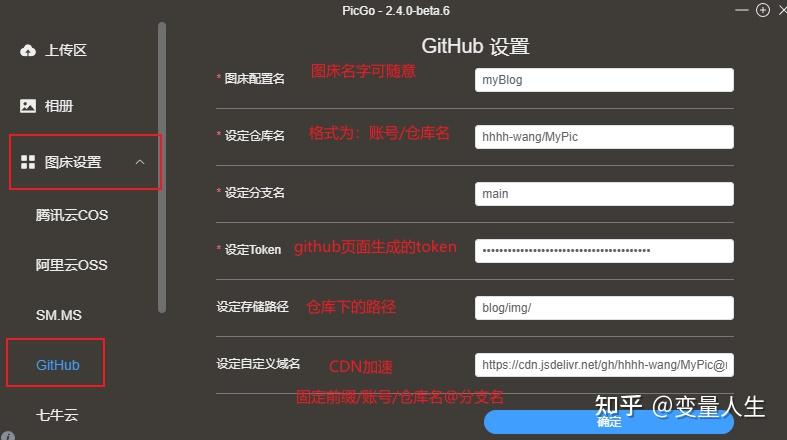 PicGo - 2.4.0-beta.6
上传区
相册
图床设置
腾讯云COS
阿里云OSS
SM.MS
GitHub
七牛云
GitHub 设置
* 图床配置名 图床名字可随意 myBlog
* 设定仓库名 格式为：账号/仓库名 hhhh-wang/MyPic
* 设定分支名 main
* 设定Token github页面生成的token
设定存储路径 仓库下的路径 blog/img/
设定自定义域名 CDN加速 https://cdn.jsdelivr.net/gh/hhhh-wang/MyPic@
固定前缀/账号/仓库名@分支名
确定
知乎 @变量人生